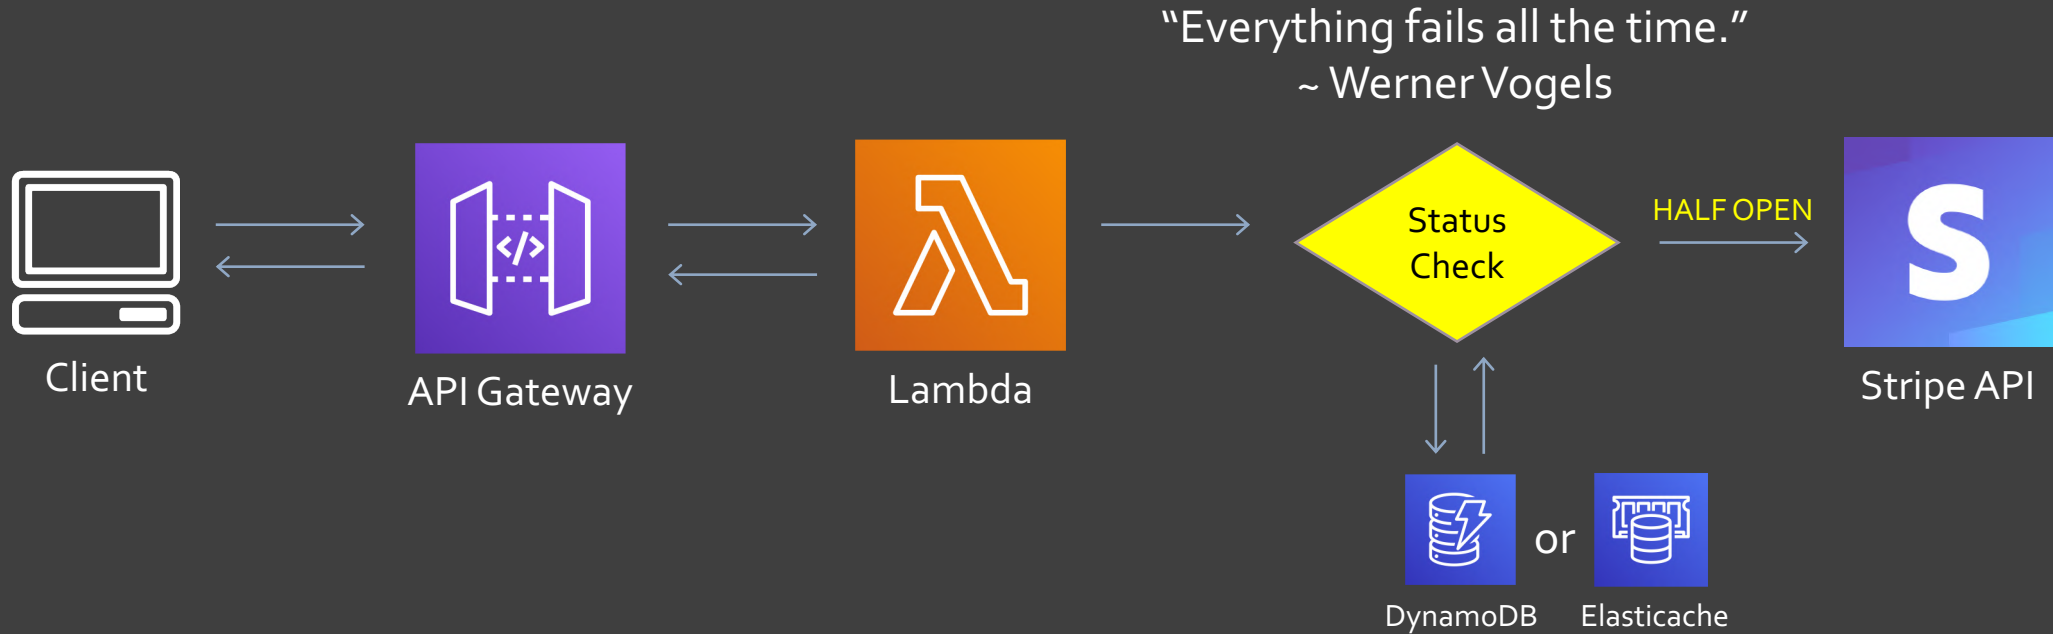 “Everything fails all the time.”
~ Werner Vogels
Client
API Gateway
</>
Lambda
Status
Check
HALF OPEN
S
Stripe API
or
DynamoDB
Elasticache